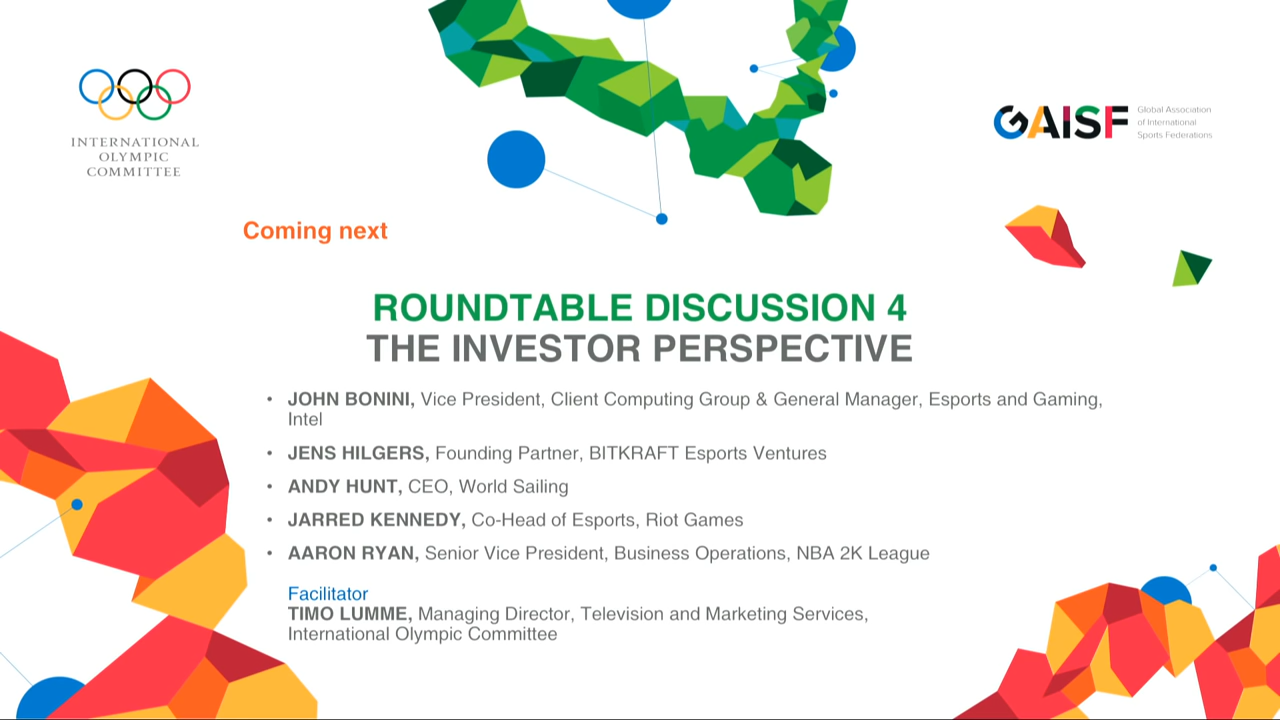 INTERNATIONAL
OLYMPIC
COMMITTEE
GAISF
Global Association
of International
Sports Federations
Coming next
ROUNDTABLE DISCUSSION 4
THE INVESTOR PERSPECTIVE
• JOHN BONINI, Vice President, Client Computing Group & General Manager, Esports and Gaming,
Intel
• JENS HILGERS, Founding Partner, BITKRAFT Esports Ventures
• ANDY HUNT, CEO, World Sailing
• JARRED KENNEDY, Co-Head of Esports, Riot Games
• AARON RYAN, Senior Vice President, Business Operations, NBA 2K League
Facilitator
TIMO LUMME, Managing Director, Television and Marketing Services,
International Olympic Committee